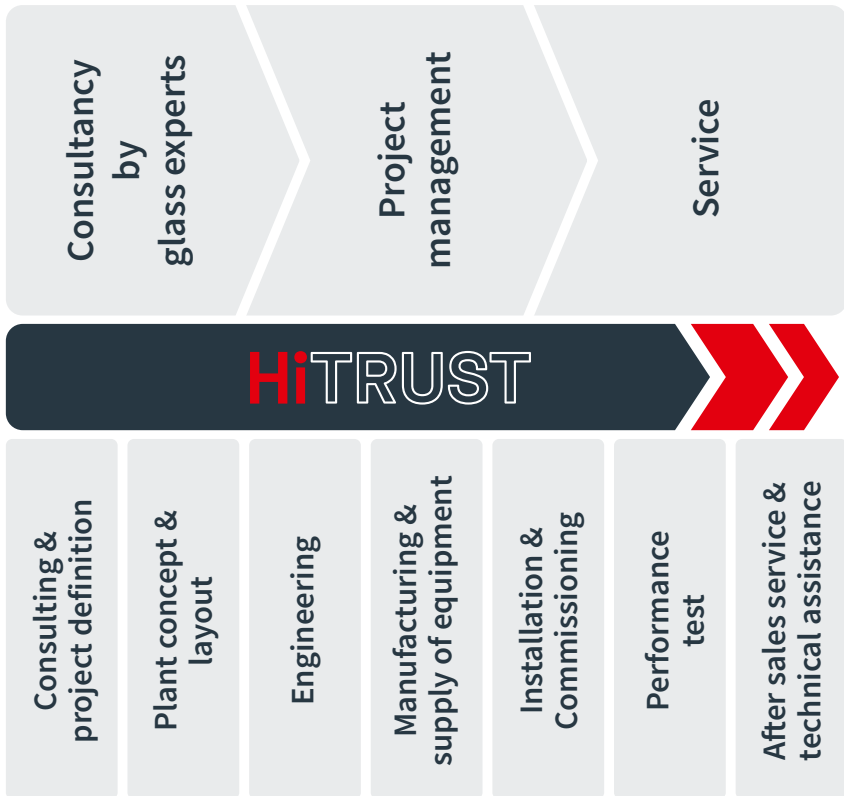 Consultancy
by
glass experts
Project
management
Service
HiTRUST
Consulting &
project definition
Plant concept &
layout
Engineering
Manufacturing &
supply of equipment
Installation &
Commissioning
Performance
test
After sales service &
technical assistance